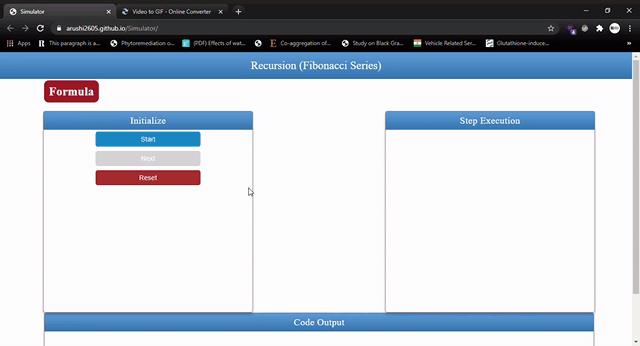 Simulator
Video to GIF - Online Converter
arushi2605.github.io/Simulator/
Apps
This paragraph is a...
Phytoremediation o...
(PDF) Effects of wat...
Co-aggregation of...
Study on Black Gra...
Vehicle Related Ser...
Glutathione-induce...
Recursion (Fibonacci Series)
Formula
Initialize
Step Execution
Start
Next
Reset
Code Output